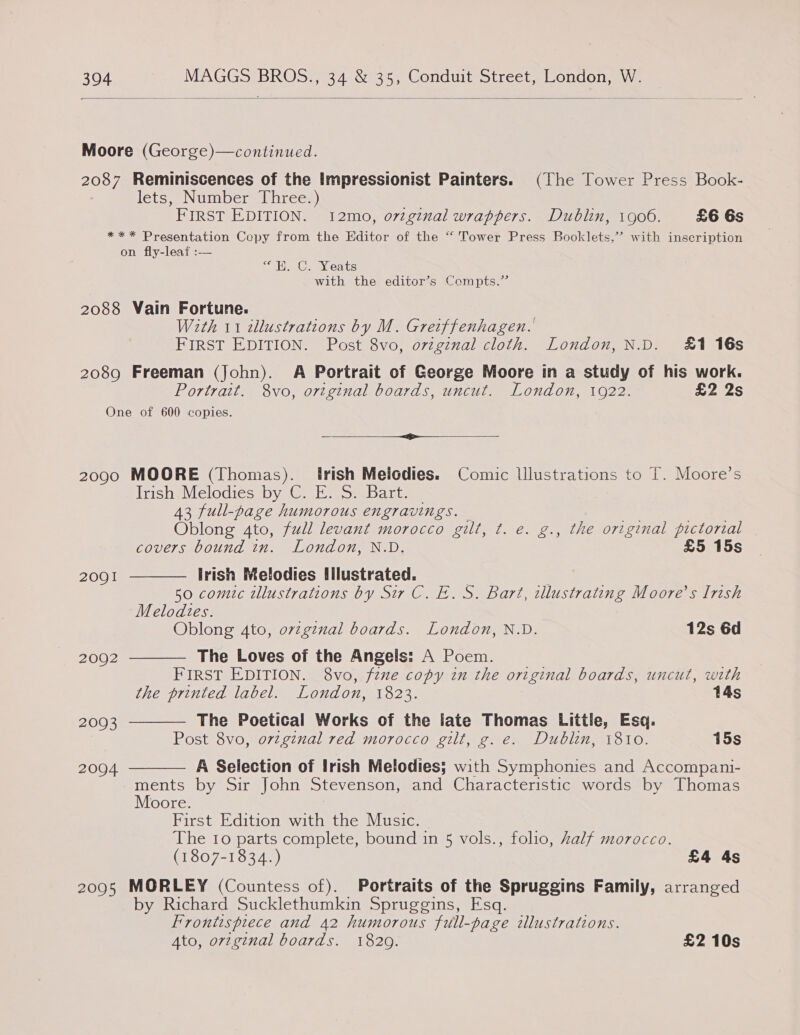 394 MAGGS BROS., 34 & 35, Conduit Street, London, W.
Moore (George)—continued.
2087 Reminiscences of the Impressionist Painters. (The Tower Press Book-
lets, Number Three.)
FIRST EDITION. 12mo, original wrappers. Dublin, 1906. £6 6s
*** Presentation Copy from the Editor of the “Tower Press Booklets,” with inscription
on fly-leaf :—
“E. C. Yeats
with the editor’s Compts.”
2088 Vain Fortune.
With 11 illustrations by M. Greiffenhagen.
FIRST EDITION. Post 8vo, original cloth. London, N.D. £1 16s
2089 Freeman (John). A Portrait of George Moore in a study of his work.
Portrait. 8vo, original boards, uncut. London, 1922. £2 2s
One of 600 copies.
2090 MOORE (Thomas). Irish Melodies. Comic Illustrations to T. Moore’s
Irish Melodies by C. E. S. Bart.
43 full-page humorous engravings.
Oblong 4to, full levant morocco gilt, t. e. g., the original pictorial
covers bound in. London, N.D. £5 15s
2091 ——— Irish Melodies Illustrated.
50 comic illustrations by Sir C. E. S. Bart, illustrating Moore’s Irish
Melodies.
Oblong 4to, original boards. London, N.D. 12s 6d
2092 ——— The Loves of the Angels: A Poem.
FIRST EDITION. 8vo, fine copy in the original boards, uncut, with
the printed label. London, 1823. 14s
2093 ——— The Poetical Works of the late Thomas Little, Esq.
Post 8vo, original red morocco gilt, g. e. Dublin, 1810. 15s
2094 ——— A Selection of Irish Melodies; with Symphonies and Accompani-
ments by Sir John Stevenson, and Characteristic words by Thomas
Moore.
First Edition with the Music.
The 10 parts complete, bound in 5 vols., folio, half morocco.
(1807-1834.) £4 4s
2095 MORLEY (Countess of). Portraits of the Spruggins Family, arranged
by Richard Sucklethumkin Spruggins, Esq.
Frontispiece and 42 humorous full-page illustrations.
4to, original boards. 1829. £2 10s